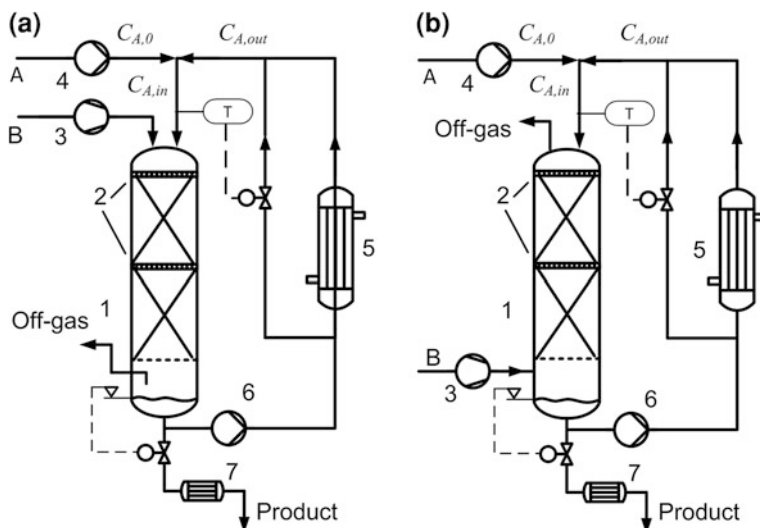 (a)
C_{A,0}
C_{A,out}
A
4
C_{A,in}
T
B
3
2
5
1
Off-gas
6
7
Product
(b)
C_{A,0}
C_{A,out}
A
4
C_{A,in}
T
Off-gas
2
5
1
B
3
6
7
Product